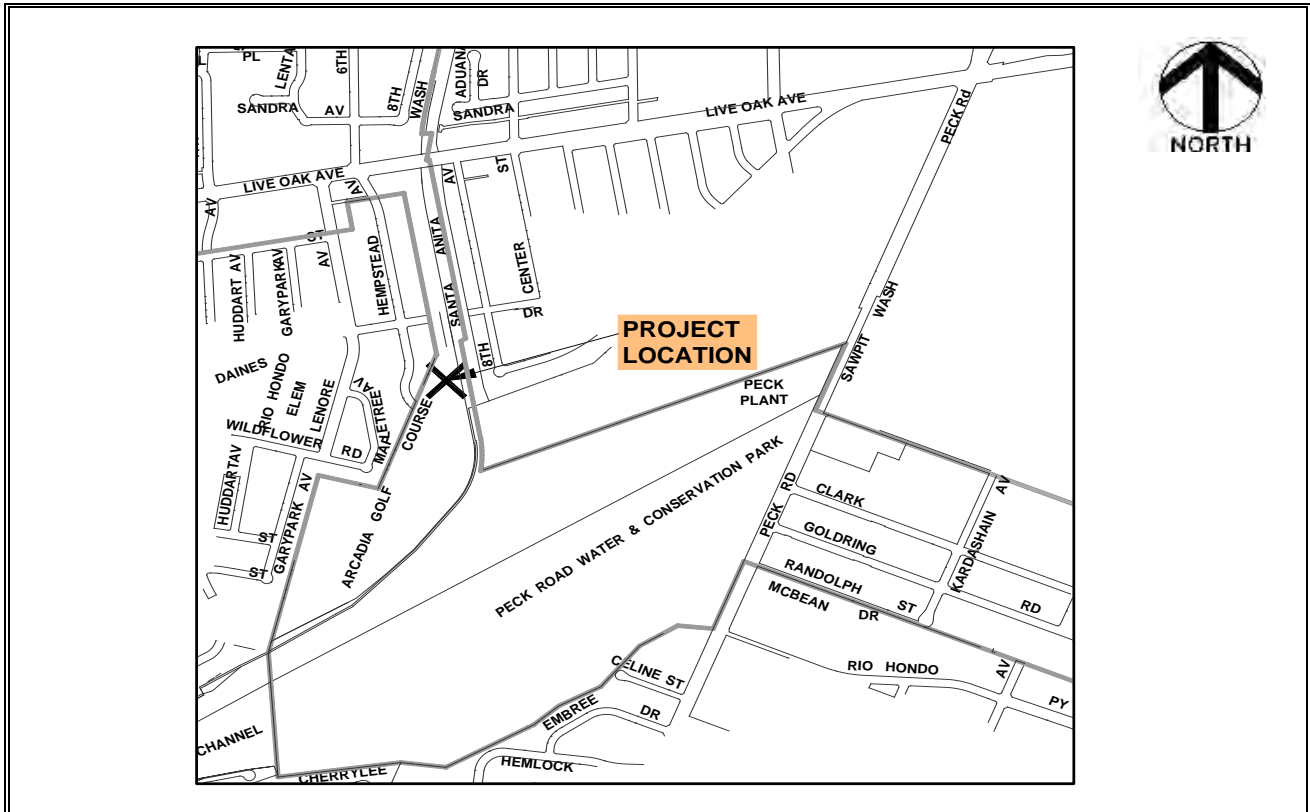 PL
LENTA
6TH
SANDRA
AV
8TH
WASH
ADUANA
DR
SANDRA
LIVE OAK AVE
PECK Rd
NORTH
LIVE OAK AVE
AV
AV
AV
ST
ANITA
SANTA
ST
AV
HEMPSTEAD
CENTER
HUDDART AV
GARYPARK
AV
DR
SAWPIT WASH
PROJECT
LOCATION
8TH
DAINES
RIO HONDO
ELEM
LENORE
AV
MAPLETREE
WILDFLOWER
RD
COURSE
PECK
PLANT
HUDDART
AV
GARYPARK AV
ARCADIA GOLF
ST
ST
PECK ROAD WATER & CONSERVATION PARK
PECK RD
CLARK
AV
GOLDRING
KARDASHAIN
RANDOLPH
ST
RD
MCBEAN
DR
RIO HONDO
AV
PY
CELINE ST
EMBREE
DR
CHANNEL
HEMLOCK
CHERRYLEE